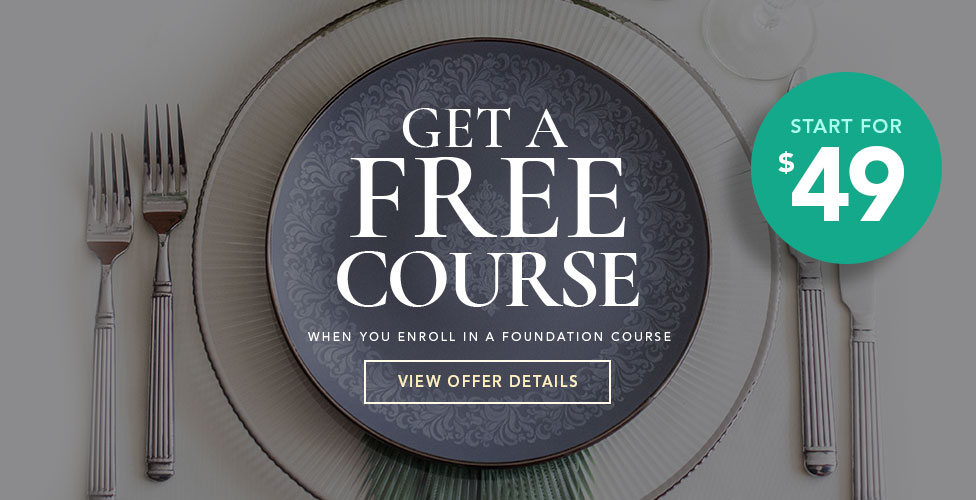 GET A
FREE
COURSE
WHEN YOU ENROLL IN A FOUNDATION COURSE
VIEW OFFER DETAILS
START FOR
$49